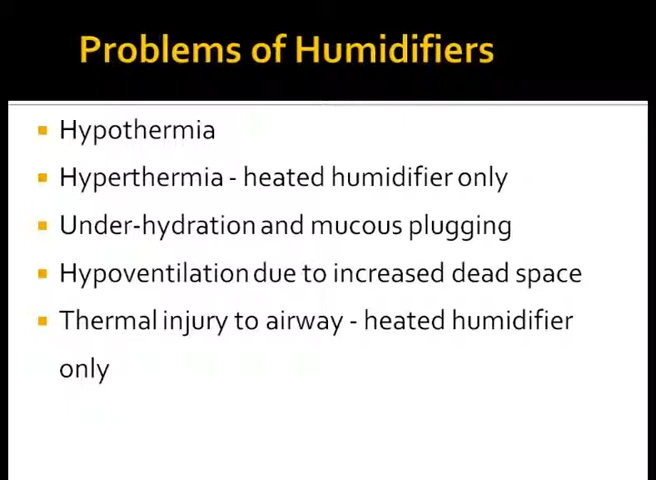 Problems of Humidifiers
Hypothermia
Hyperthermia - heated humidifier only
Under-hydration and mucous plugging
Hypoventilation due to increased dead space
Thermal injury to airway - heated humidifier
only